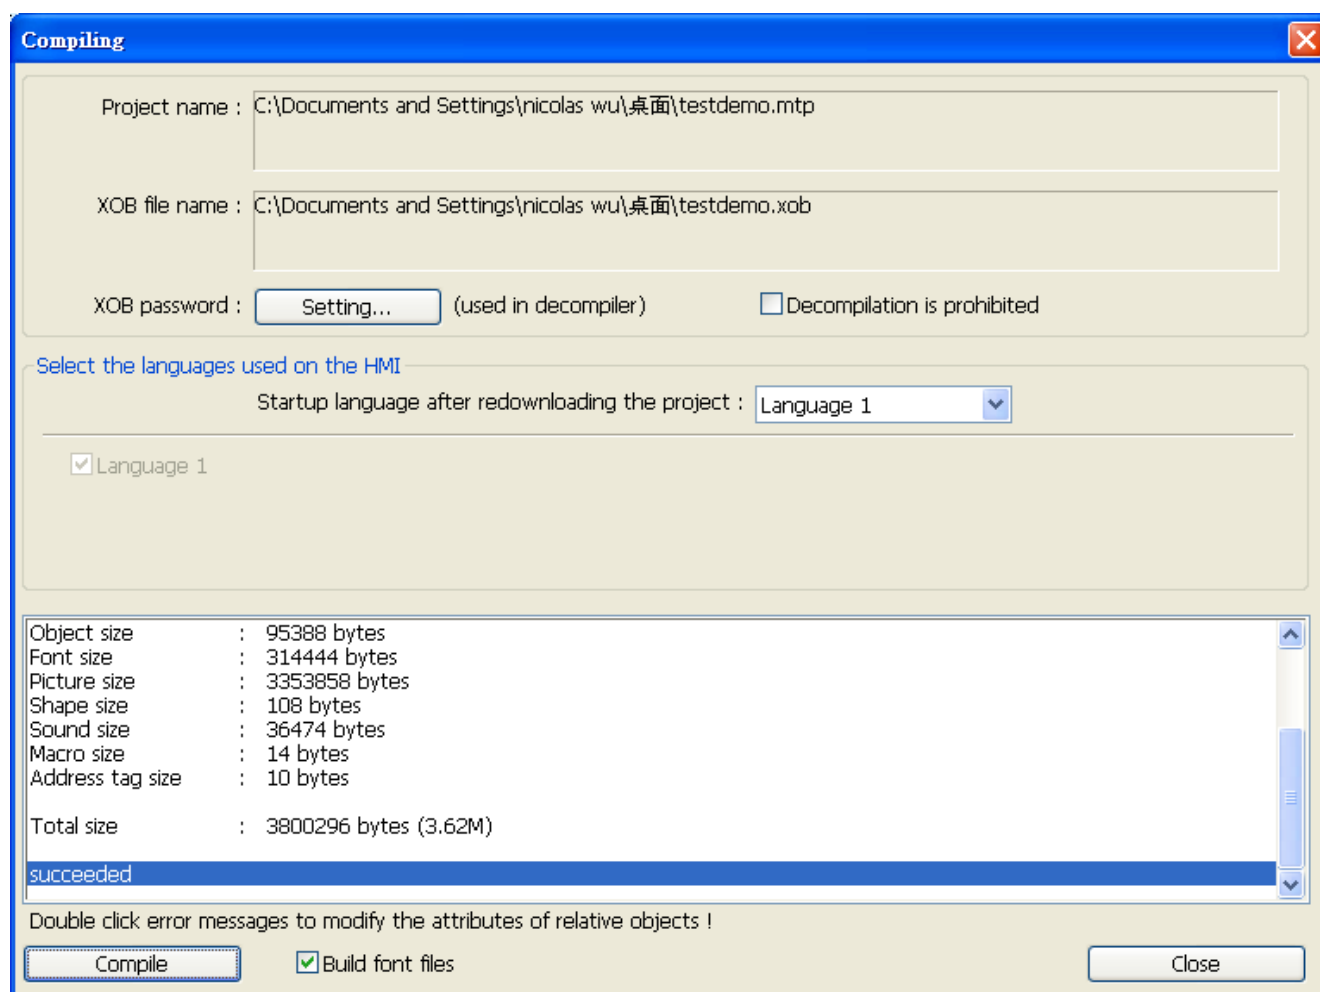 Compiling
Project name : C:\Documents and Settings\nicolas wu\桌面\testdemo.mtp
XOB file name : C:\Documents and Settings\nicolas wu\桌面\testdemo.xob
XOB password : Setting... (used in decompiler) Decompilation is prohibited
Select the languages used on the HMI
Startup language after redownloading the project : Language 1
Language 1
Object size : 95388 bytes
Font size : 314444 bytes
Picture size : 3353858 bytes
Shape size : 108 bytes
Sound size : 36474 bytes
Macro size : 14 bytes
Address tag size : 10 bytes
Total size : 3800296 bytes (3.62M)
succeeded
Double click error messages to modify the attributes of relative objects !
Compile Build font files Close